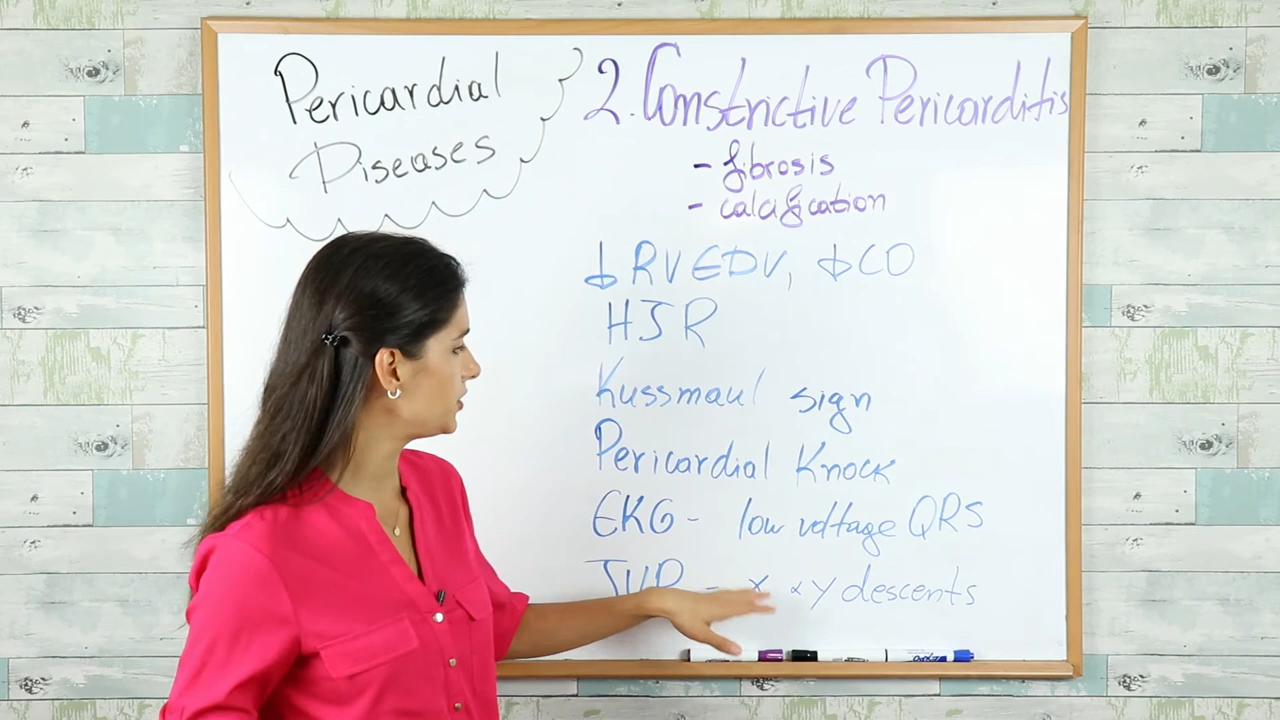 Pericardial
Diseases
2. Constrictive Pericarditis
- fibrosis
- calcification
↓ RVEDV, ↓ CO
HJR
Kussmaul sign
Pericardial Knock
EKG - low voltage QRS
JVP - x & y descents
EXPO